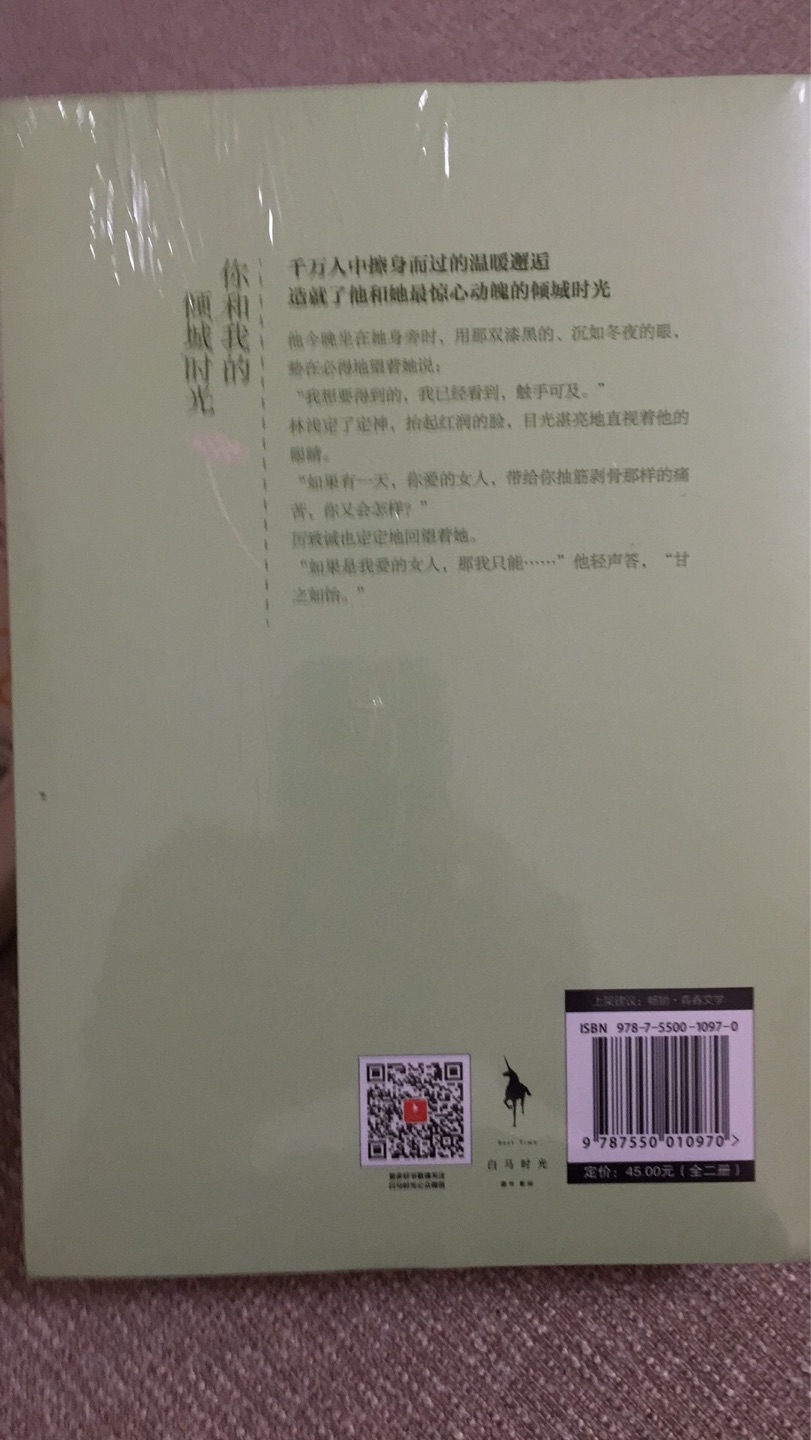 你和我的
倾城时光
千万人中擦身而过的温暖邂逅
造就了他和她最惊心动魄的倾城时光
他今晚坐在她身旁时，用那双漆黑的、沉如冬夜的眼，
势在必得地望着她说：
“我想要得到的，我已经看到，触手可及。”
林浅定了定神，抬起红润的脸，目光湛亮地直视着他的
眼睛。
“如果有一天，你爱的女人，带给你抽筋剥骨那样的痛
苦，你又会怎样？”
厉致诚也定定地回望着她。
“如果是我爱的女人，那我只能……”他轻声答，“甘
之如饴。”
上架建议：畅销·青春文学
ISBN 978-7-5500-1097-0
9 787550 010970 >
定价：45.00元（全二册）
best time
白马时光